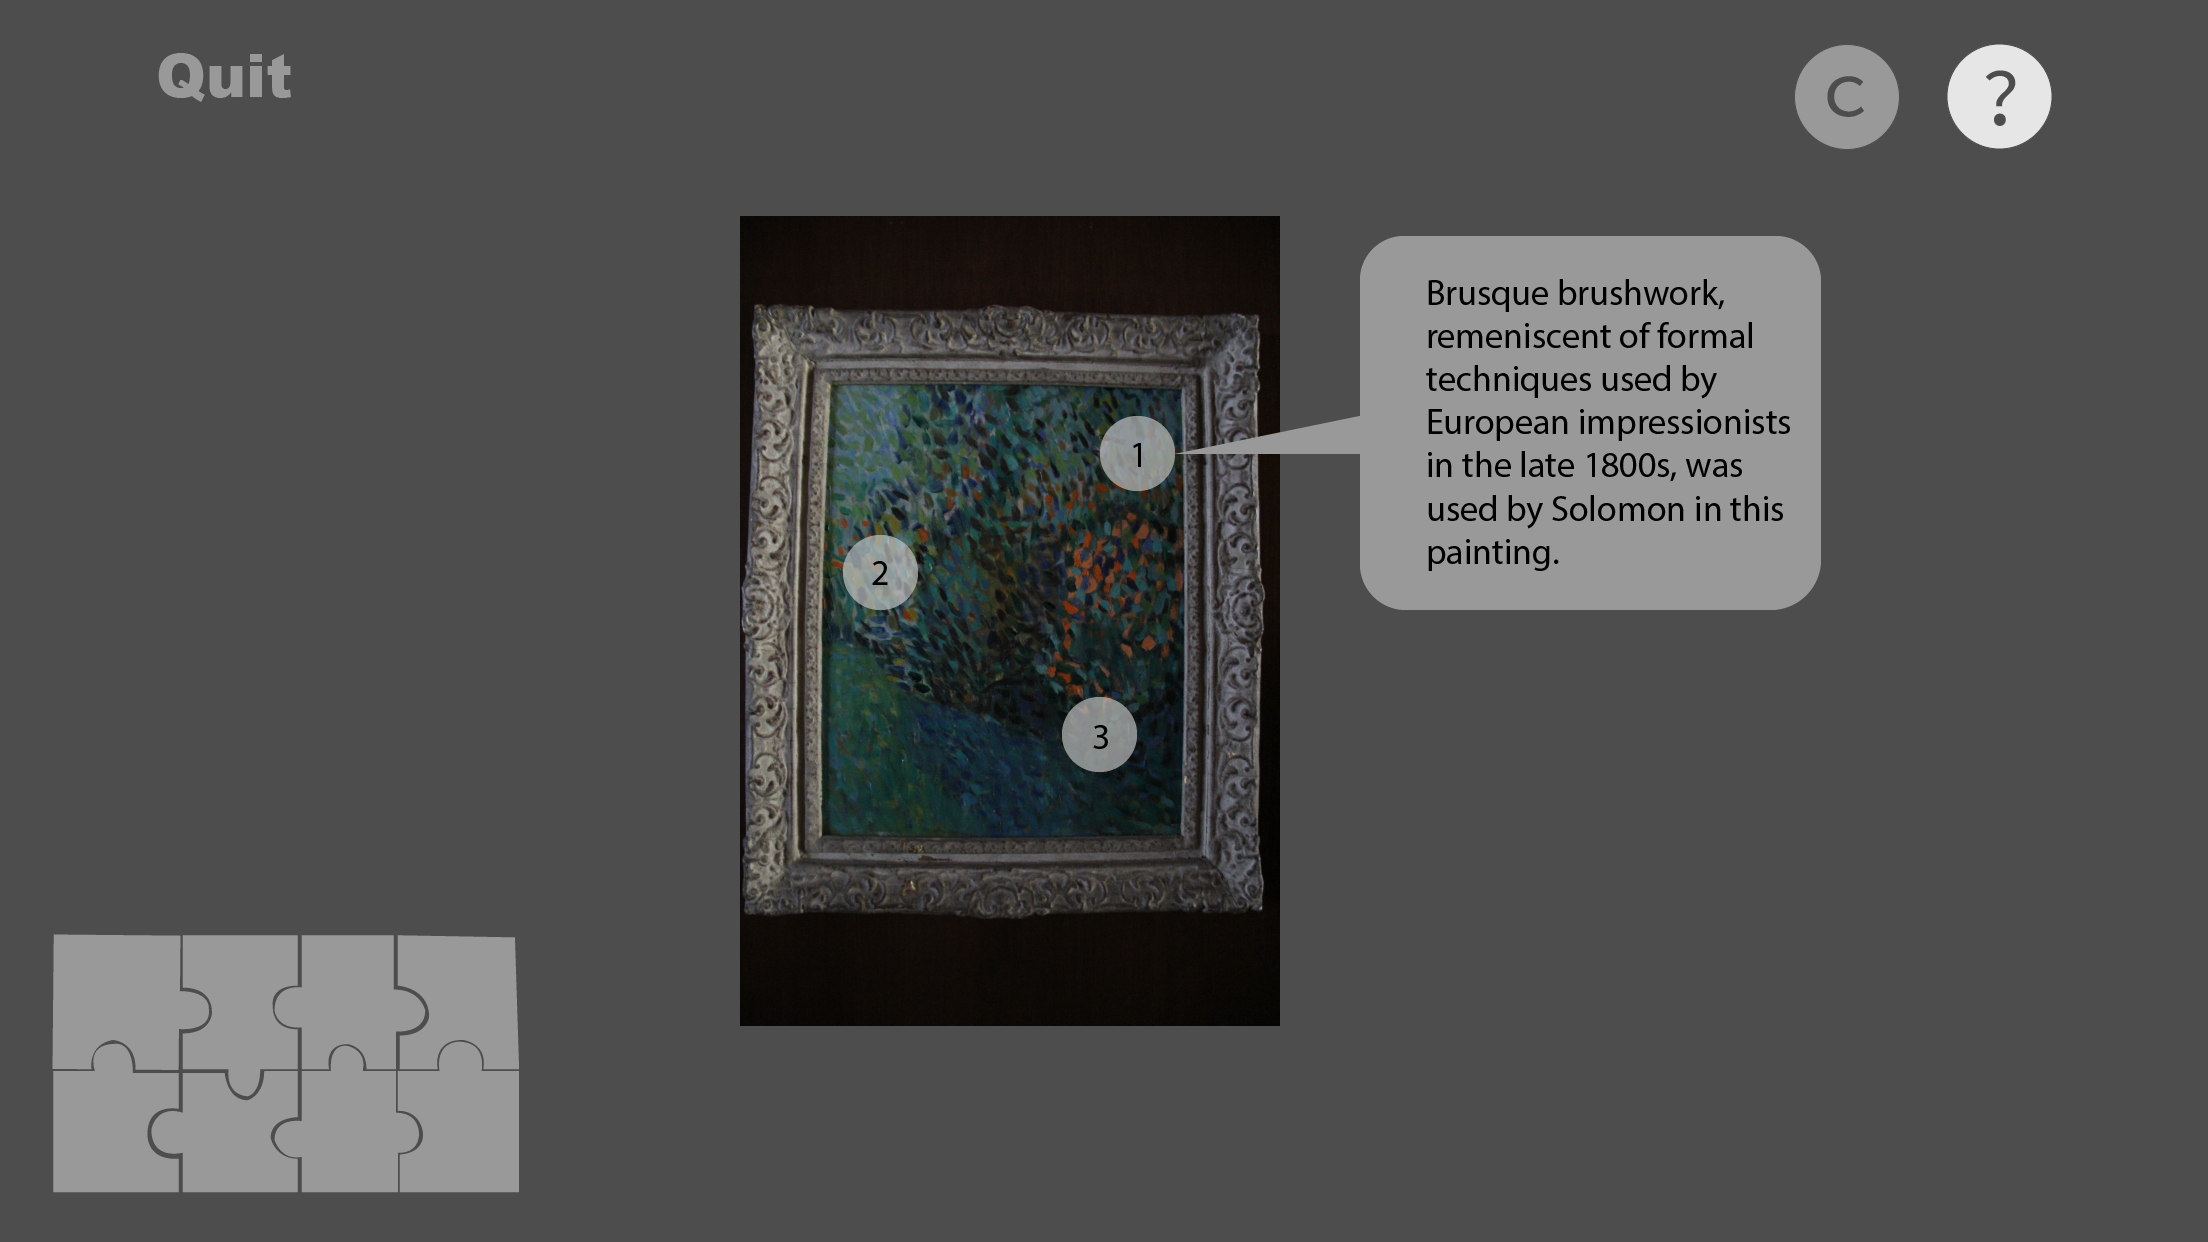 Quit
C
?
Brusque brushwork,
remeniscent of formal
techniques used by
European impressionists
in the late 1800s, was
used by Solomon in this
painting.
1
2
3